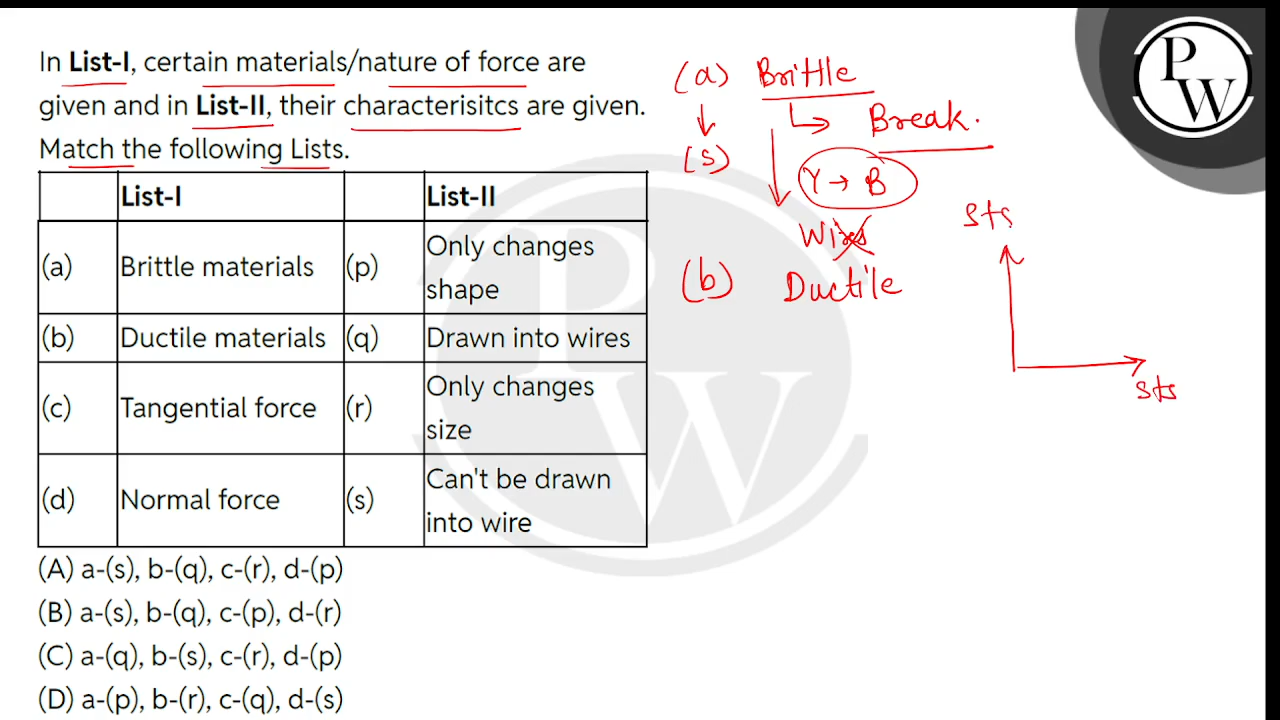 In List-I, certain materials/nature of force are
given and in List-II, their characterisitcs are given.
Match the following Lists.
List-I List-II
(a) Brittle materials (p) Only changes shape
(b) Ductile materials (q) Drawn into wires
(c) Tangential force (r) Only changes size
(d) Normal force (s) Can't be drawn into wire
(A) a-(s), b-(q), c-(r), d-(p)
(B) a-(s), b-(q), c-(p), d-(r)
(C) a-(q), b-(s), c-(r), d-(p)
(D) a-(p), b-(r), c-(q), d-(s)
(a) Brittle
↓ ↳ Break.
(s)
Y→ B
Wires
(b) Ductile
sts
sts
P
W
P
W